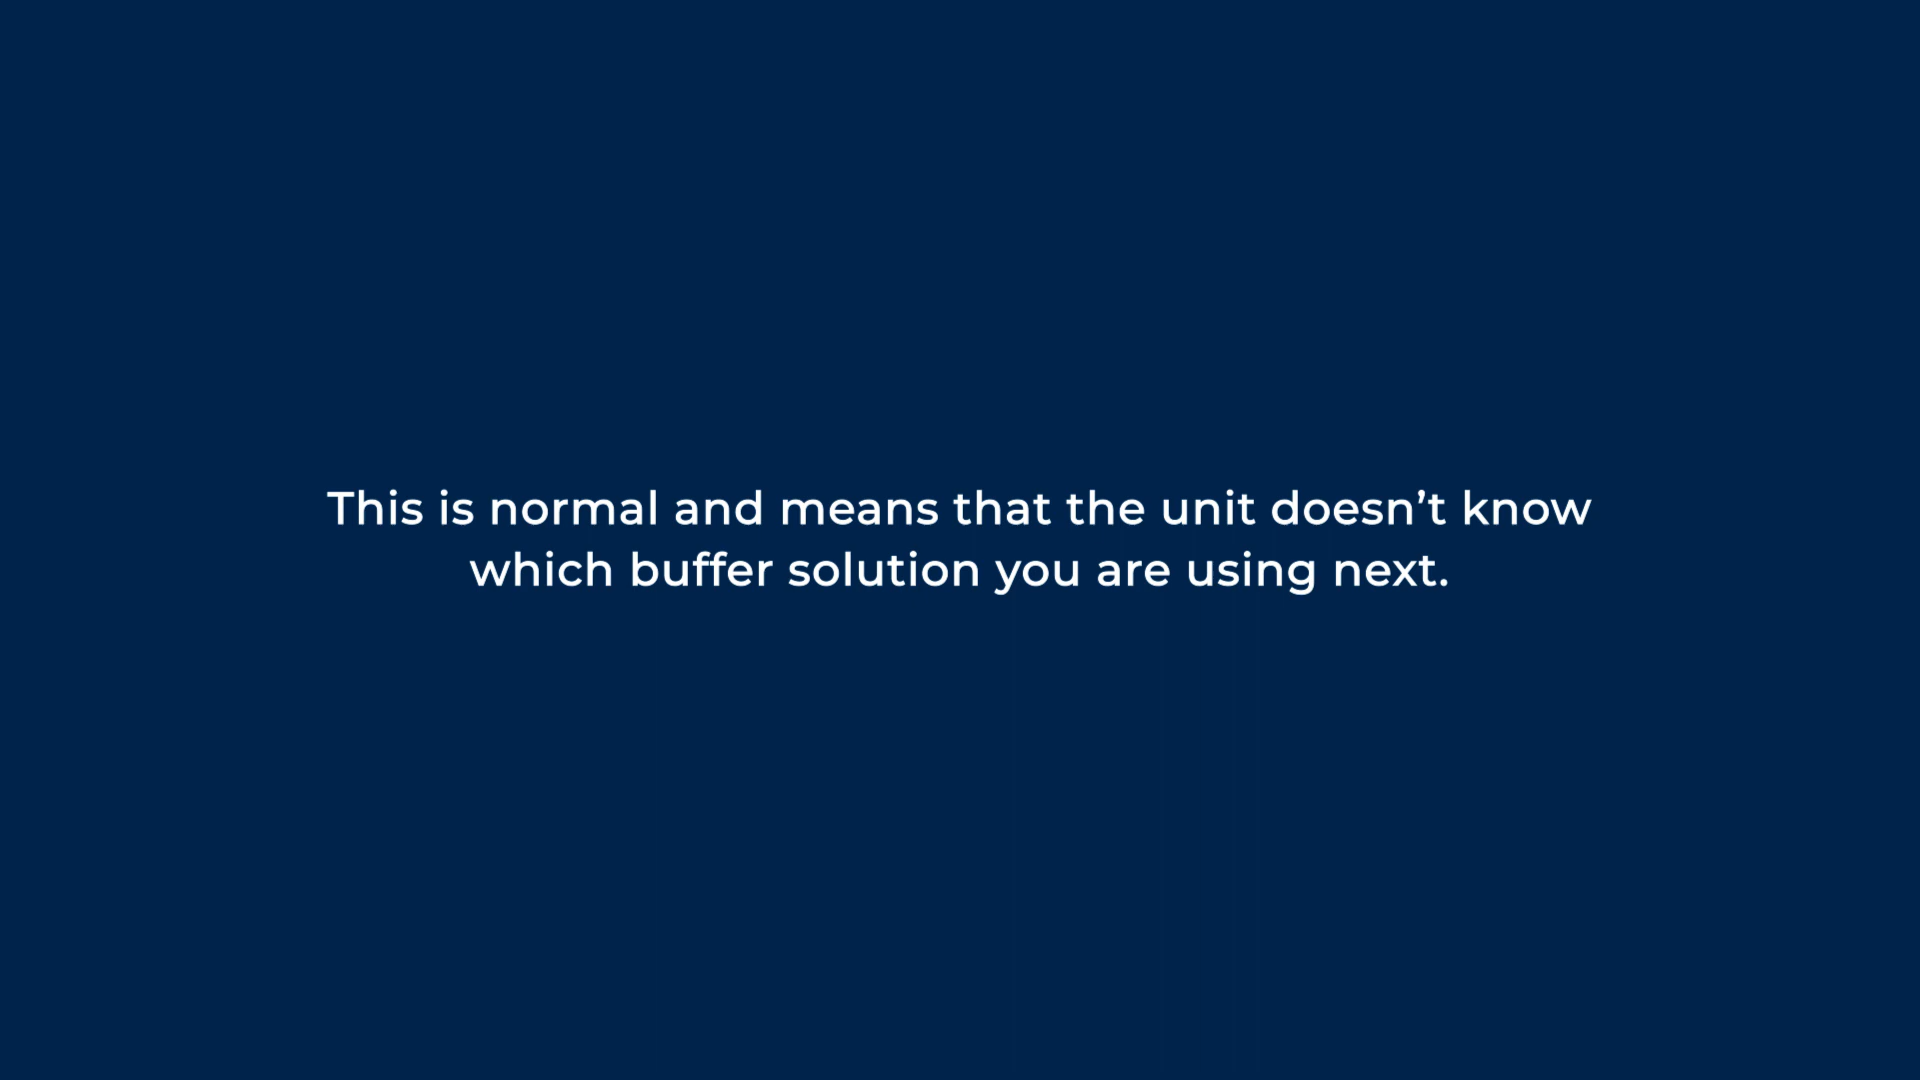 This is normal and means that the unit doesn’t know
which buffer solution you are using next.